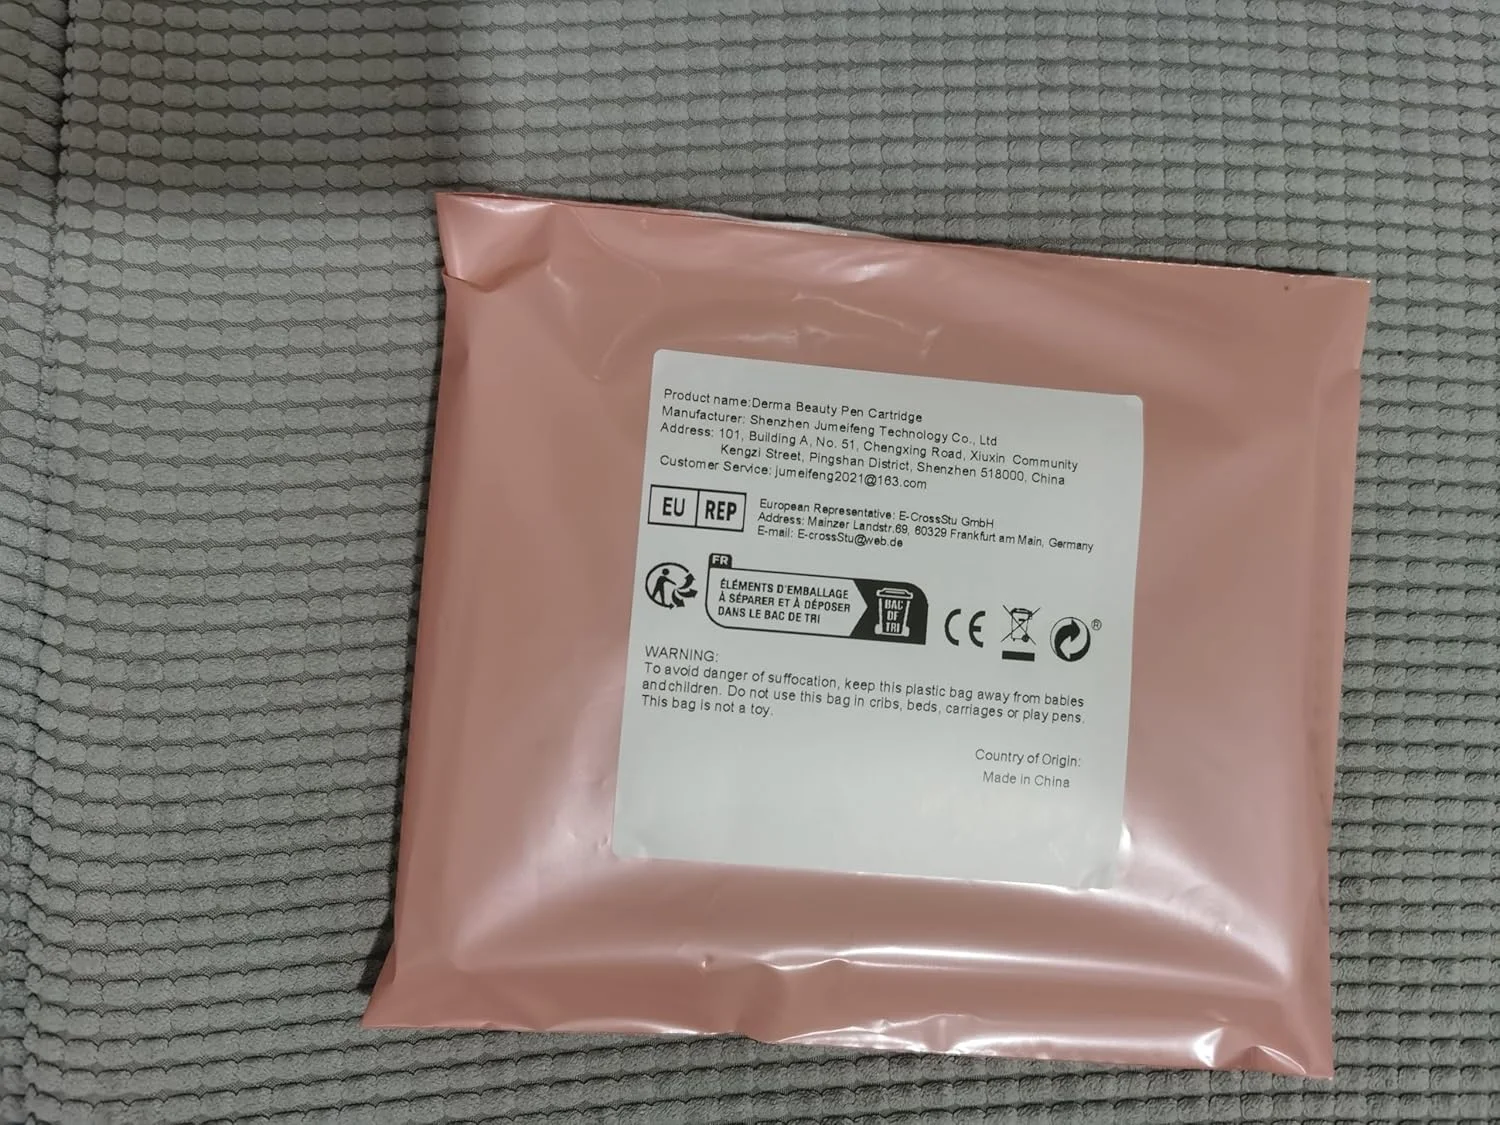 Product name:Derma Beauty Pen Cartridge
Manufacturer: Shenzhen Jumeifeng Technology Co., Ltd
Address: 101, Building A, No. 51, Chengxing Road, Xiuxin Community
Kengzi Street, Pingshan District, Shenzhen 518000, China
Customer Service: jumeifeng2021@163.com
EU REP
European Representative: E-CrossStu GmbH
Address: Mainzer Landstr.69, 60329 Frankfurt am Main, Germany
E-mail: E-crossStu@web.de
FR
ÉLÉMENTS D'EMBALLAGE
À SÉPARER ET À DÉPOSER
DANS LE BAC DE TRI
BAC
DE
TRI
CE
®
WARNING:
To avoid danger of suffocation, keep this plastic bag away from babies
andchildren. Do not use this bag in cribs, beds, carriages or play pens.
This bag is not a toy.
Country of Origin:
Made in China